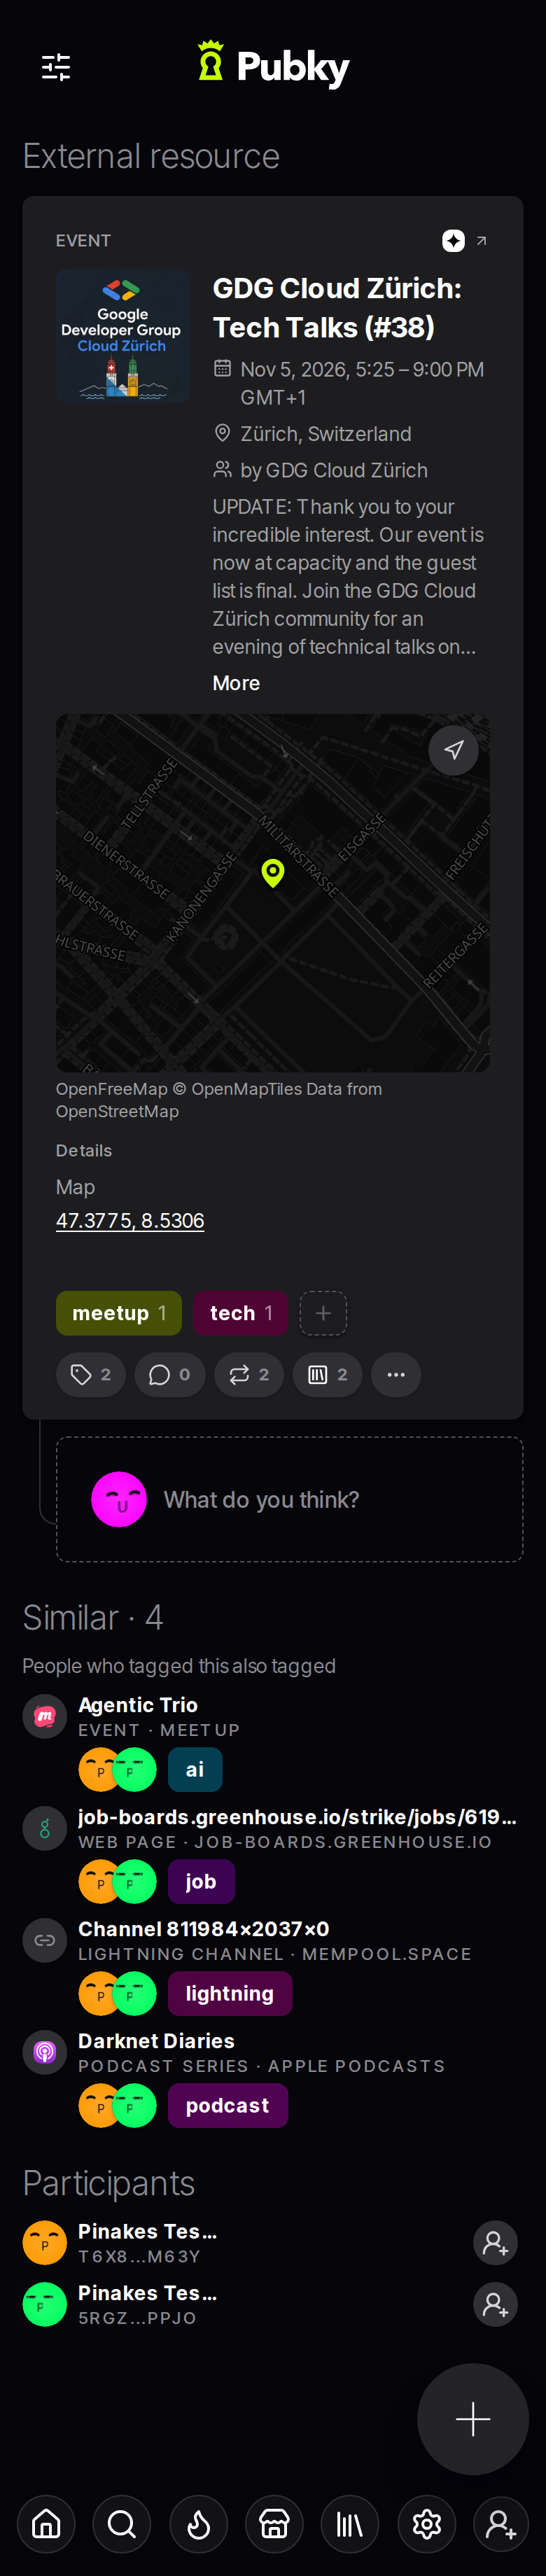 Pubky
External resource
EVENT
Google
Developer Group
Cloud Zürich
GDG Cloud Zürich:
Tech Talks (#38)
Nov 5, 2026, 5:25 – 9:00 PM
GMT+1
Zürich, Switzerland
by GDG Cloud Zürich
UPDATE: Thank you to your
incredible interest. Our event is
now at capacity and the guest
list is final. Join the GDG Cloud
Zürich community for an
evening of technical talks on...
More
TELLSTRASSE
DIENERSTRASSE
MILITÄRSTRASSE
EISGASSE
KANONENGASSE
BRAUERSTRASSE
HLSTRASSE
REITERGASSE
OpenFreeMap © OpenMapTiles Data from
OpenStreetMap
Details
Map
47.3775, 8.5306
meetup 1
tech 1
2 0 2 2
What do you think?
Similar · 4
People who tagged this also tagged
Agentic Trio
EVENT · MEETUP
P P ai
job-boards.greenhouse.io/strike/jobs/619...
WEB PAGE · JOB-BOARDS.GREENHOUSE.IO
P P job
Channel 811984×2037×0
LIGHTNING CHANNEL · MEMPOOL.SPACE
P P lightning
Darknet Diaries
PODCAST SERIES · APPLE PODCASTS
P P podcast
Participants
P Pinakes Tes...
T6X8...M63Y
P Pinakes Tes...
5RGZ...PPJO